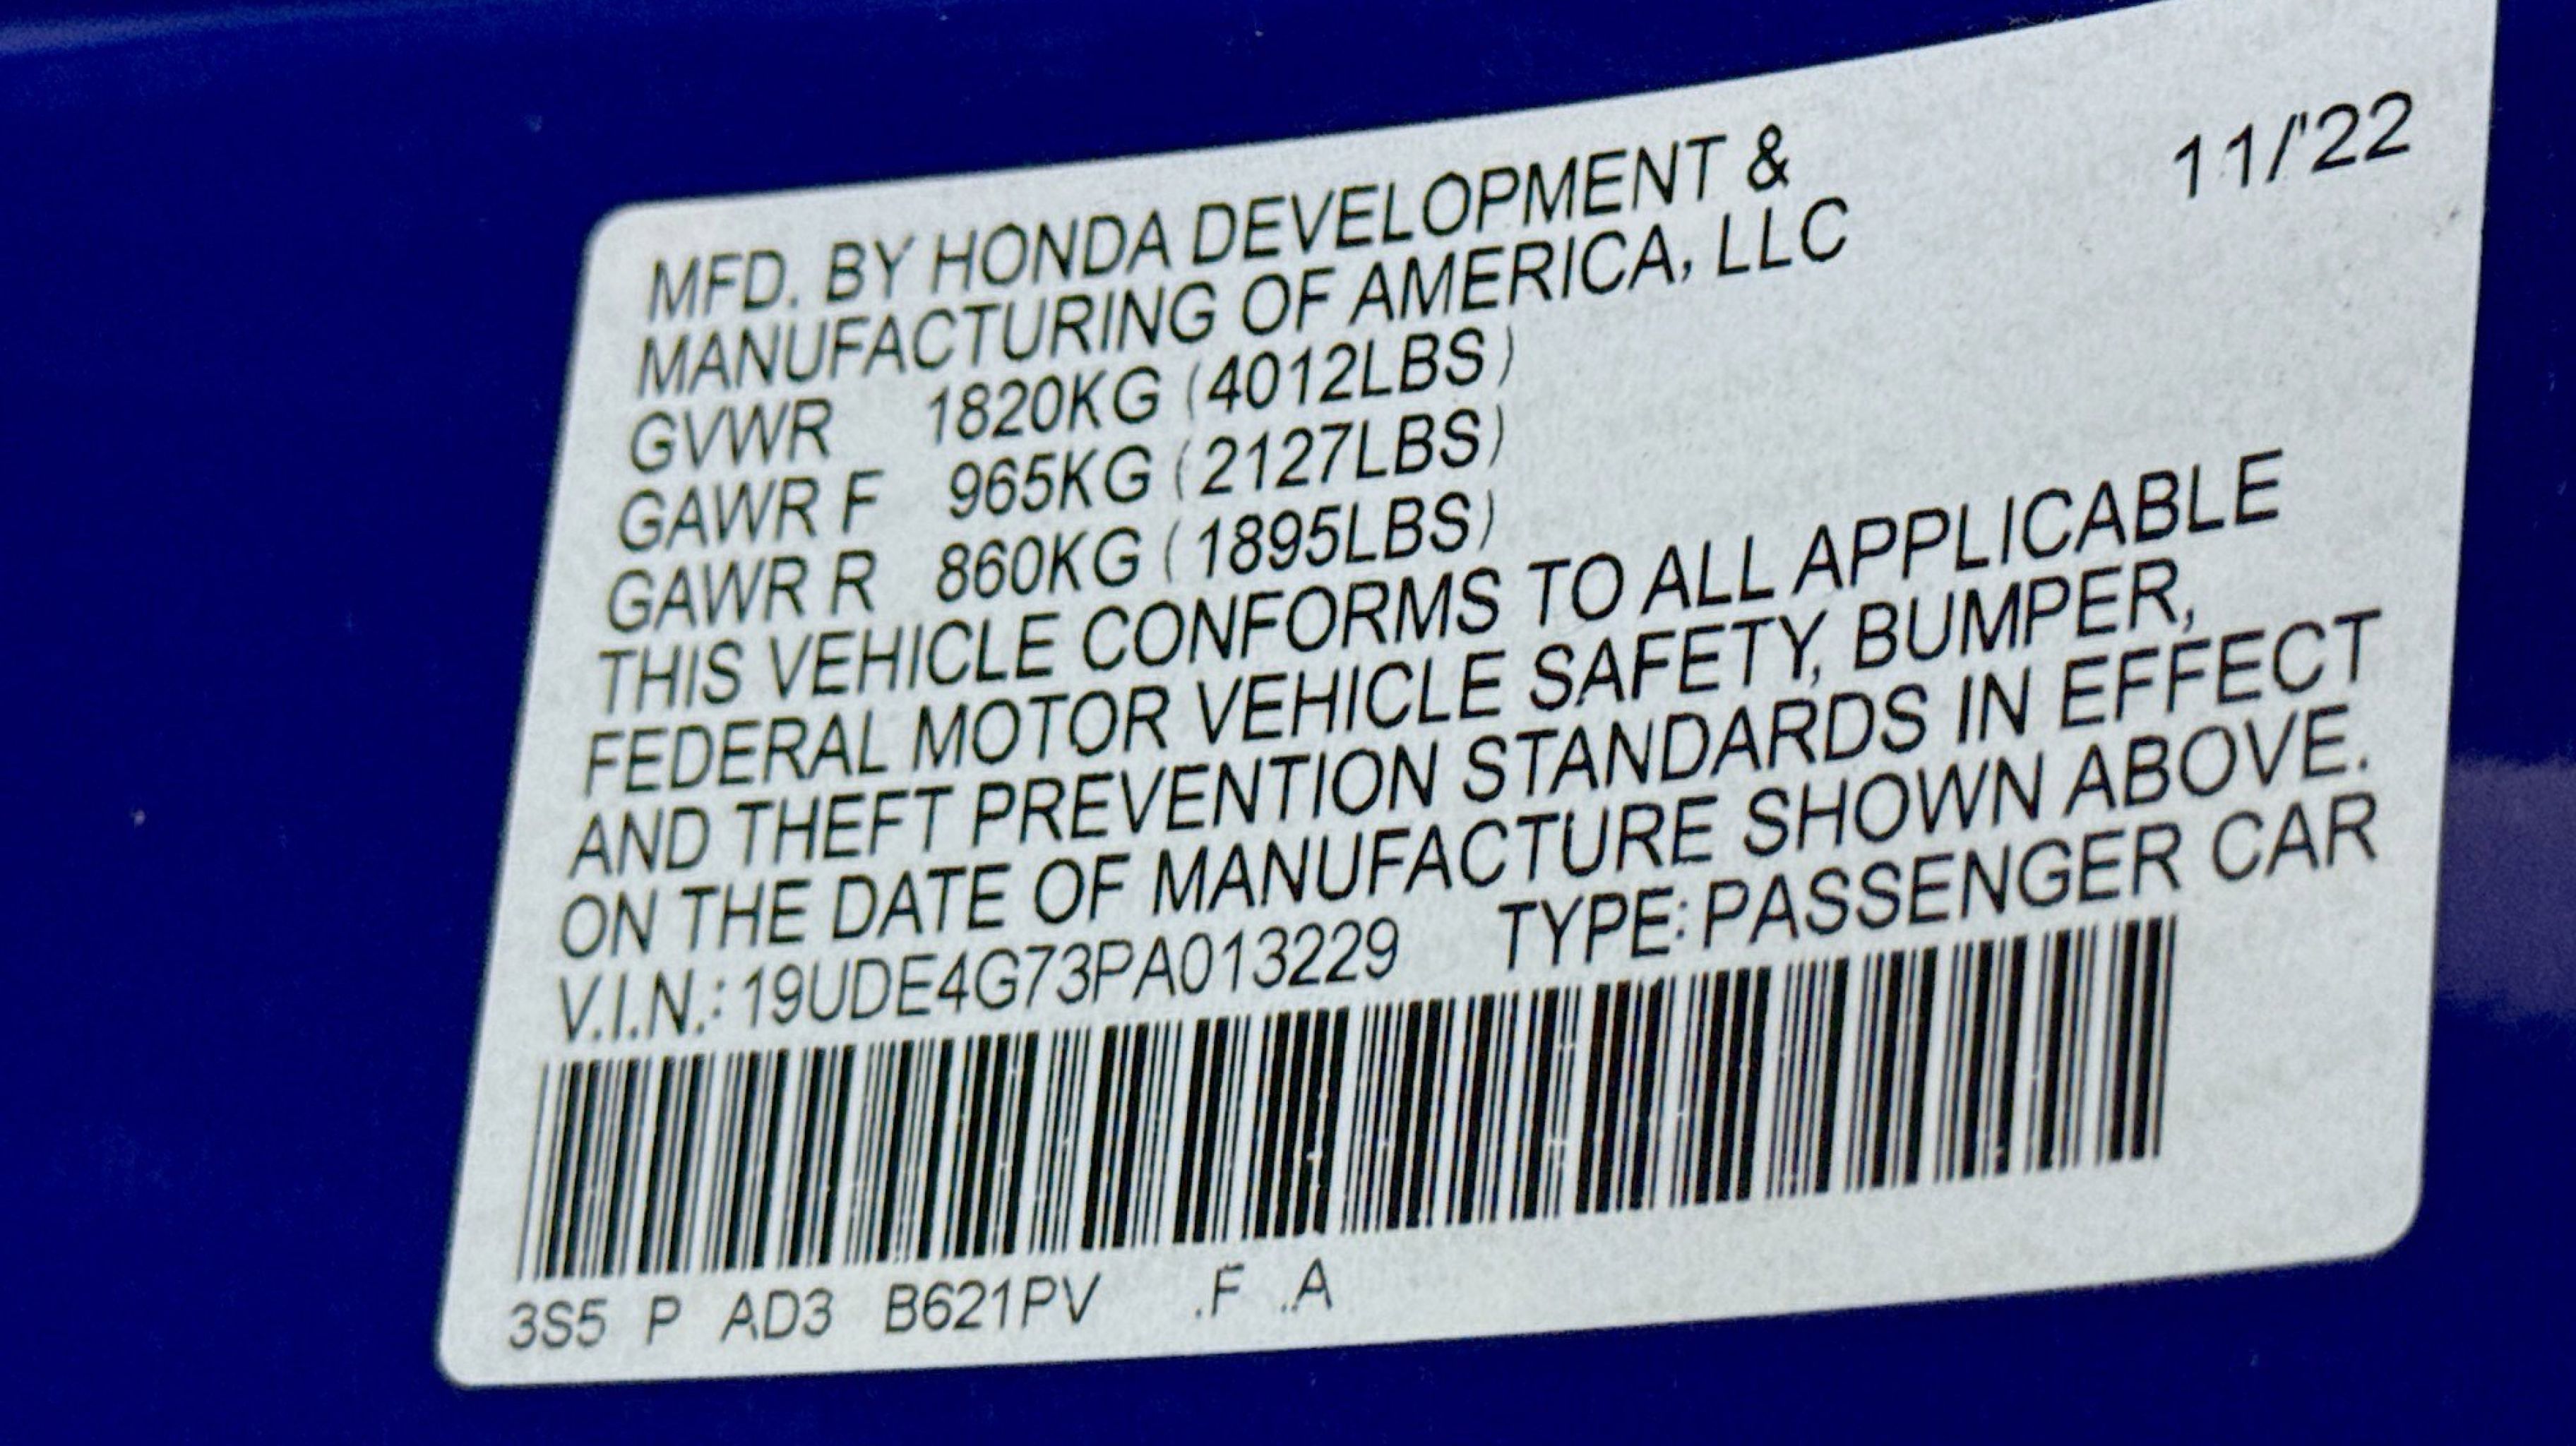 MFD. BY HONDA DEVELOPMENT & 11/'22
MANUFACTURING OF AMERICA, LLC
GVWR 1820KG (4012LBS)
GAWR F 965KG (2127LBS)
GAWR R 860KG (1895LBS)
THIS VEHICLE CONFORMS TO ALL APPLICABLE
FEDERAL MOTOR VEHICLE SAFETY, BUMPER,
AND THEFT PREVENTION STANDARDS IN EFFECT
ON THE DATE OF MANUFACTURE SHOWN ABOVE.
V.I.N.: 19UDE4G73PA013229 TYPE: PASSENGER CAR
3S5 P AD3 B621PV .F .A